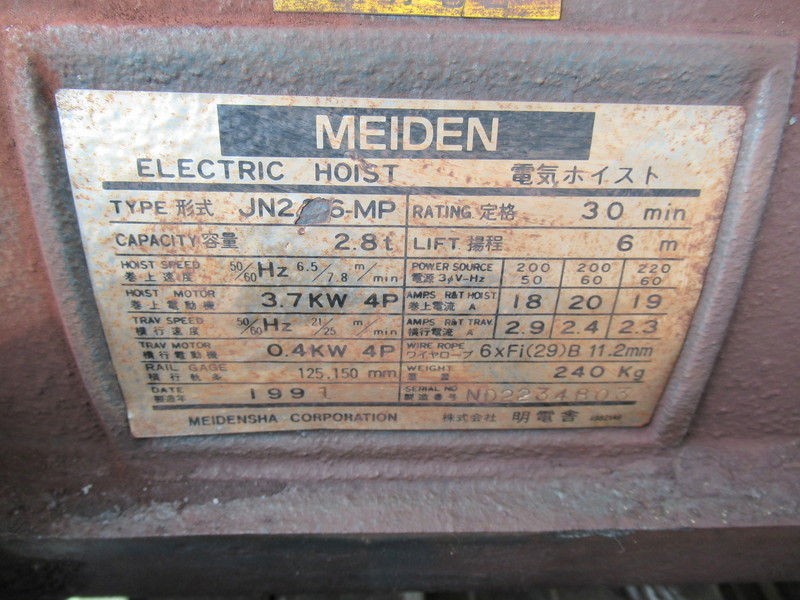 MEIDEN
ELECTRIC HOIST 電気ホイスト
TYPE 形式 JN2 6-MP RATING 定格 30 min
CAPACITY 容量 2.8t LIFT 揚程 6 m
HOIST SPEED 巻上速度 50/60 Hz 6.5/7.8 m/min POWER SOURCE 電源 3φV-Hz 200 50 200 60 220 60
HOIST MOTOR 巻上電動機 3.7KW 4P AMPS R&T HOIST 巻上電流 A 18 20 19
TRAV SPEED 横行速度 50/60 Hz 21/25 m/min AMPS R&T TRAV 横行電流 A 2.9 2.4 2.3
TRAV MOTOR 横行電動機 0.4KW 4P WIRE ROPE ワイヤロープ 6xFi(29)B 11.2mm
RAIL GAGE 横行軌条 125.150 mm WEIGHT 重量 240 Kg
DATE 製造年 1991 SERIAL NO 製造番号 ND2234B03
MEIDENSHA CORPORATION 株式会社 明電舎